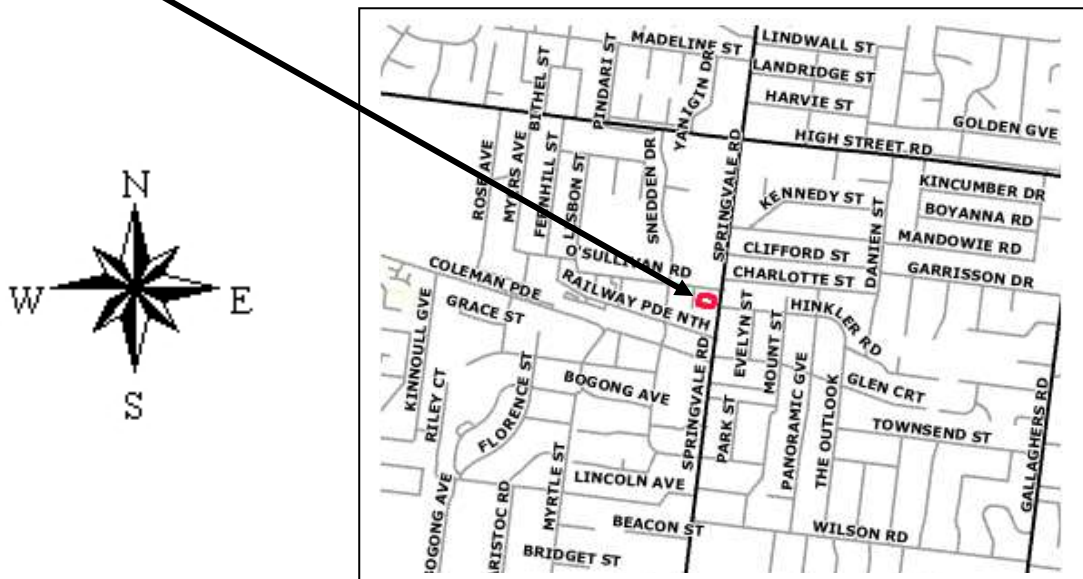 N
W
E
S
MADELINE ST
LINDWALL ST
LANDRIDGE ST
HARVIE ST
GOLDEN GVE
HIGH STREET RD
BITHEL ST
PINDARI ST
YANIGIN DR
ROSE AVE
MYERS AVE
FERNHILL ST
LISBON ST
SNEDDEN DR
SPRINGVALE RD
KENNEDY ST
DANIEN ST
KINCUMBER DR
BOYANNA RD
MANDOWIE RD
CLIFFORD ST
CHARLOTTE ST
GARRISSON DR
O'SULLIVAN RD
COLEMAN PDE
RAILWAY PDE NTH
GRACE ST
KINNOULL GVE
RILEY CT
FLORENCE ST
BOGONG AVE
SPRINGVALE RD
EVELYN ST
MOUNT ST
HINKLER RD
GLEN CRT
PARK ST
PANORAMIC GVE
THE OUTLOOK
TOWNSEND ST
GALLAGHERS RD
LINCOLN AVE
MYRTLE ST
BEACON ST
WILSON RD
BOGONG AVE
ARISTOC RD
BRIDGET ST